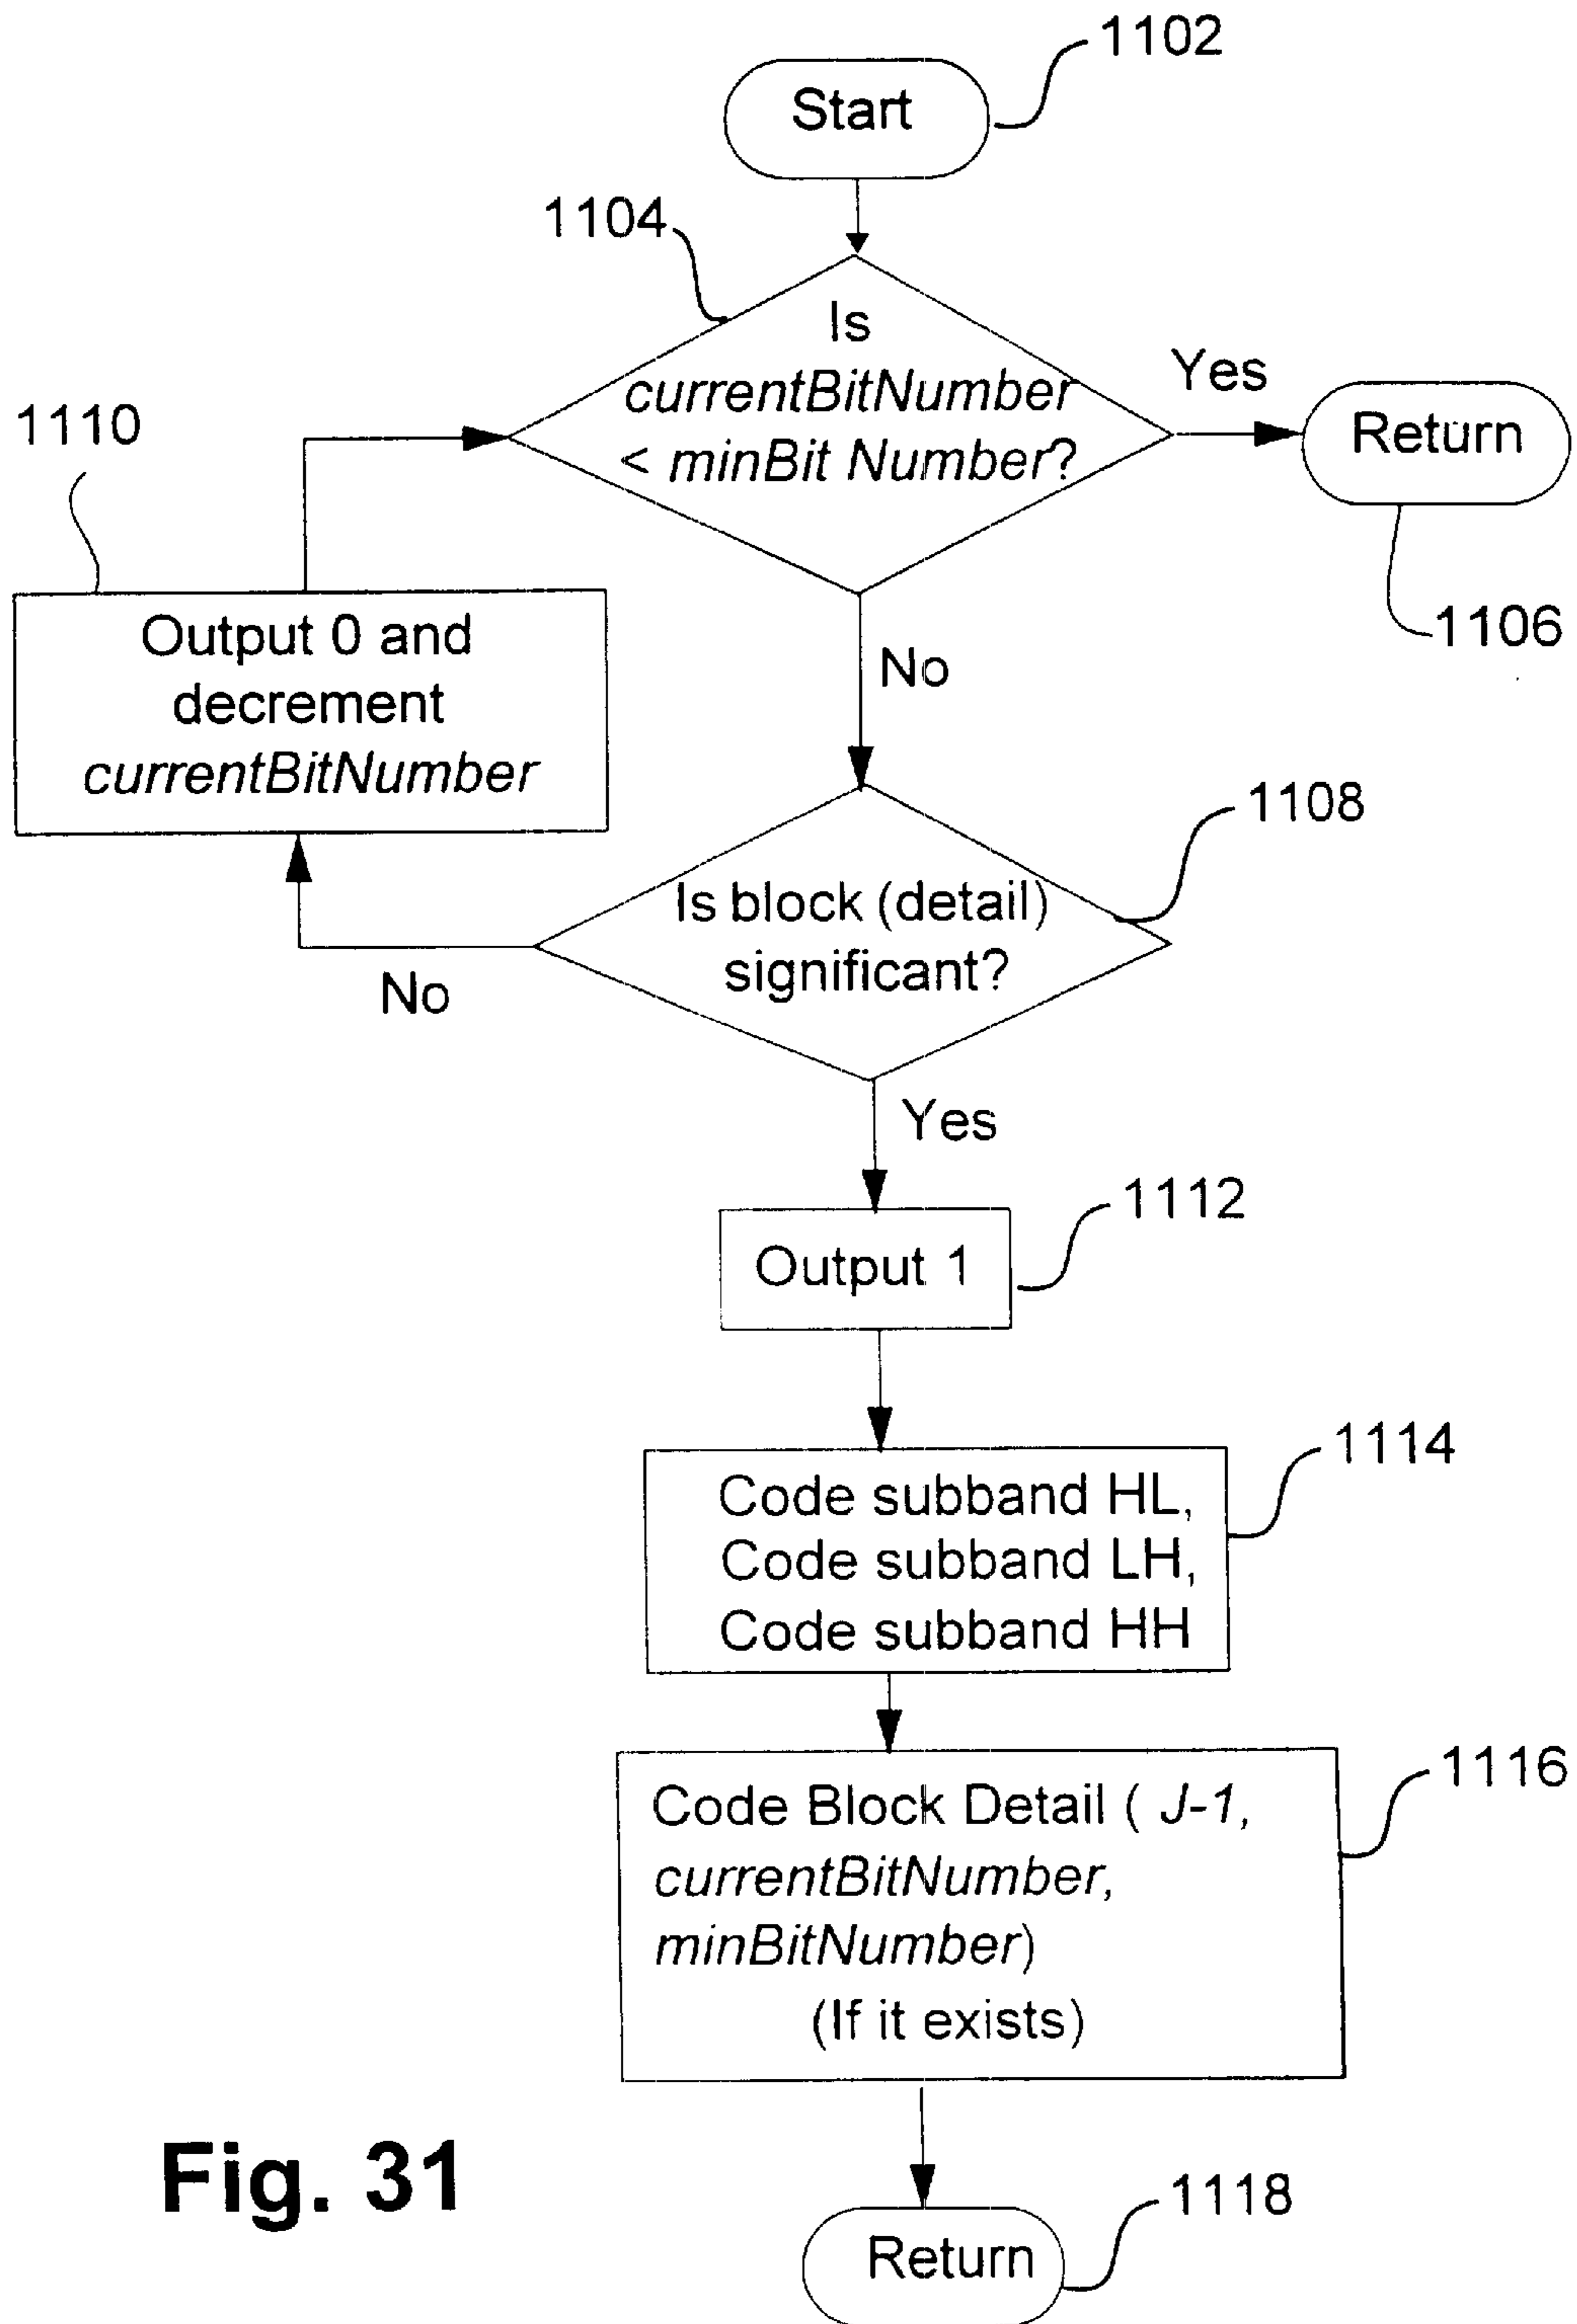 1102
Start
1104
Is
currentBitNumber
< minBit Number?
Yes
Return
1106
1110
Output 0 and
decrement
currentBitNumber
No
1108
Is block (detail)
significant?
No
Yes
1112
Output 1
1114
Code subband HL,
Code subband LH,
Code subband HH
1116
Code Block Detail ( J-1,
currentBitNumber,
minBitNumber)
(If it exists)
Fig. 31
1118
Return